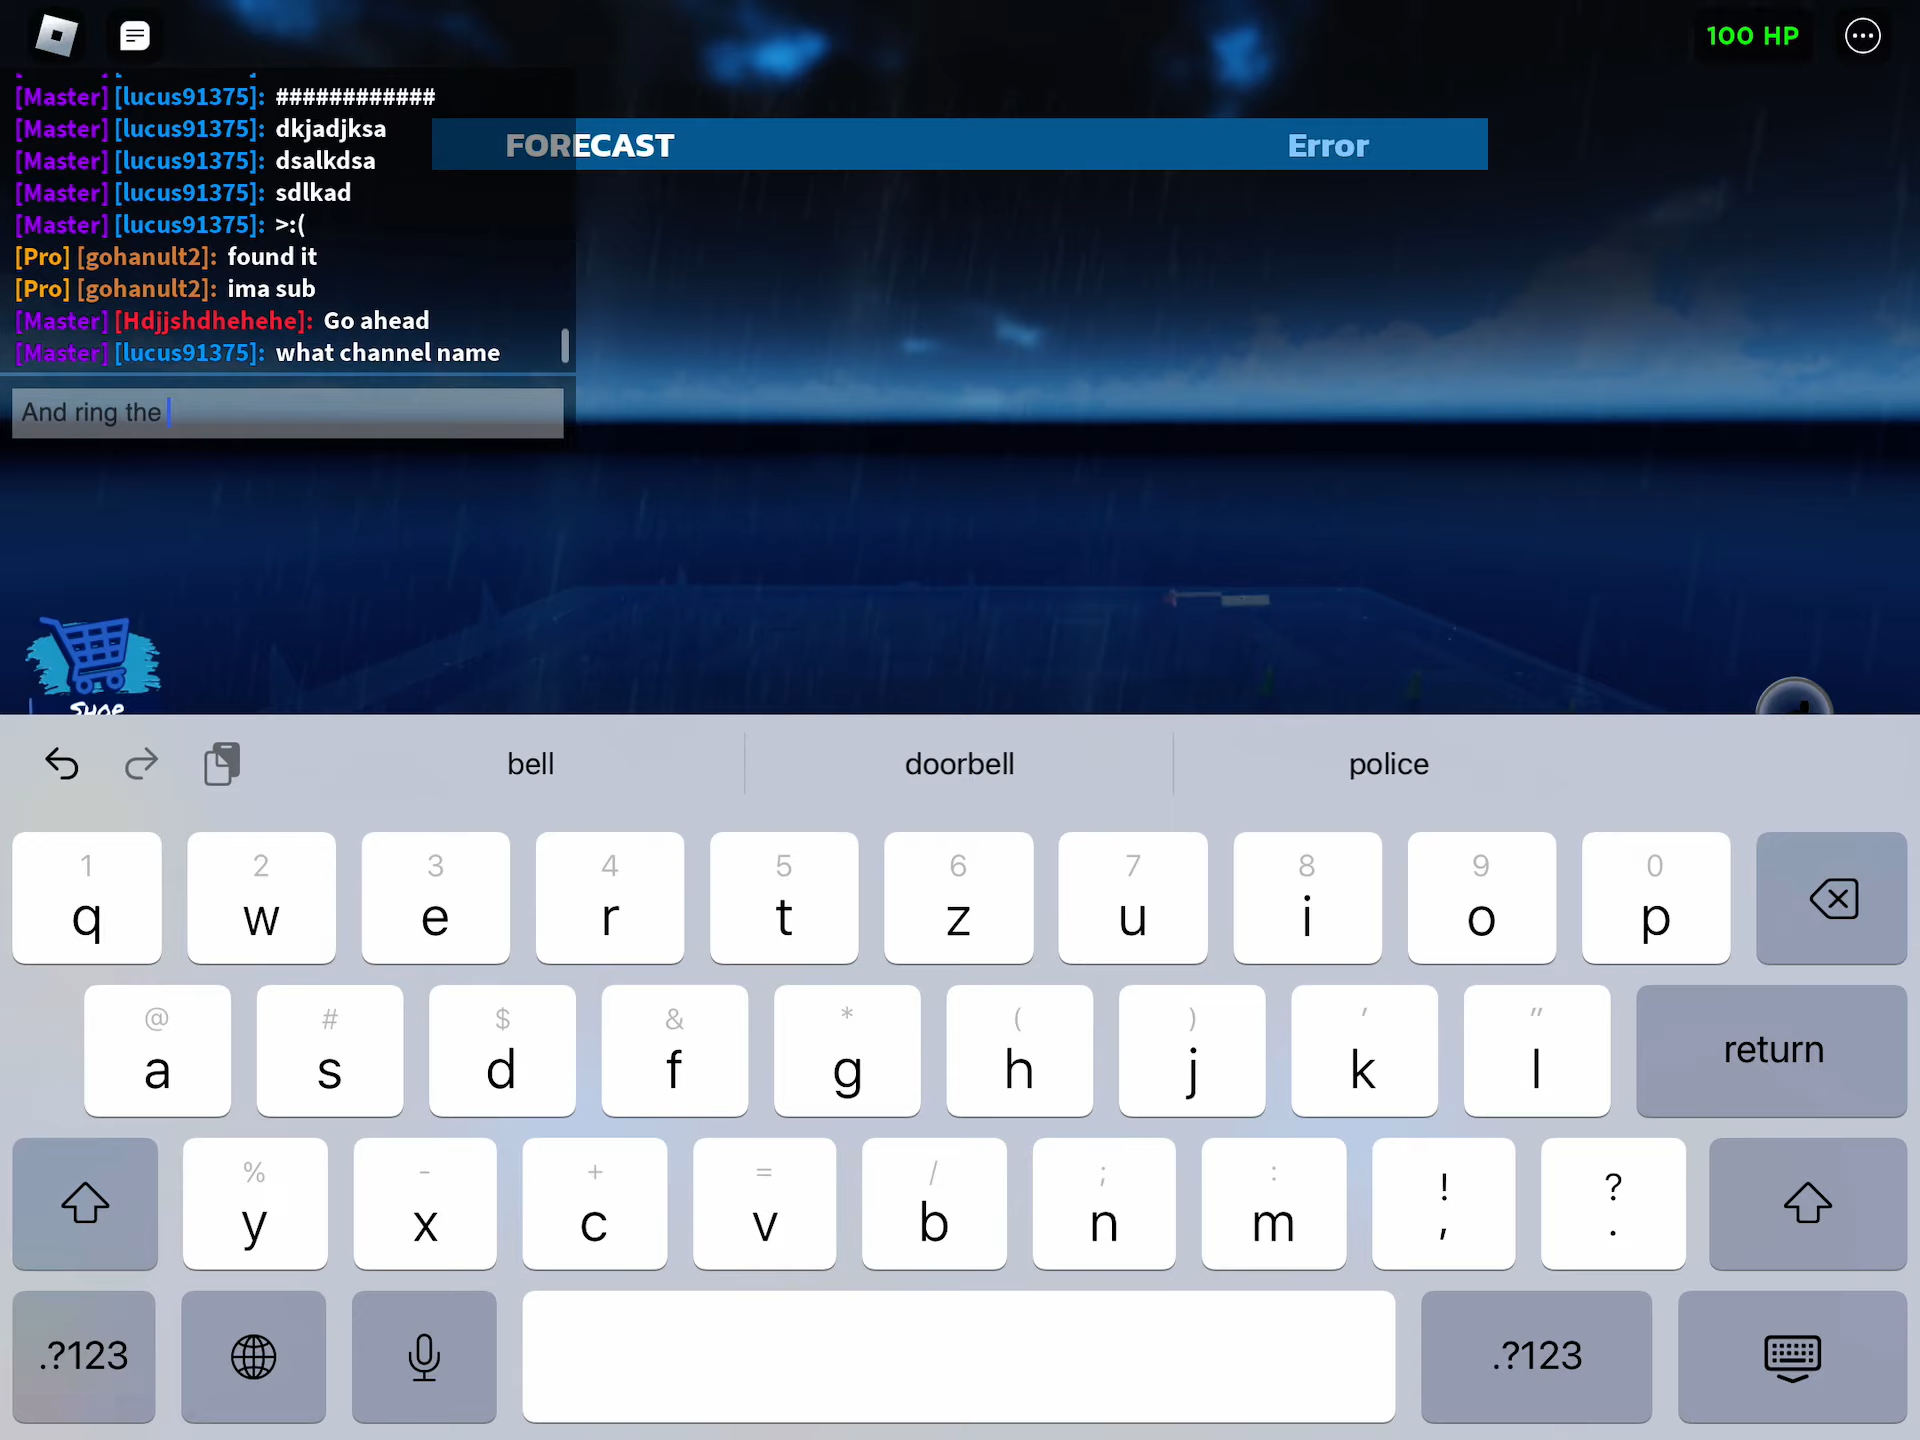 100 HP
[Master] [lucus91375]: ############
[Master] [lucus91375]: dkjadjksa
[Master] [lucus91375]: dsalkdsa
[Master] [lucus91375]: sdlkad
[Master] [lucus91375]: >:(
[Pro] [gohanult2]: found it
[Pro] [gohanult2]: ima sub
[Master] [Hdjjshdhehehe]: Go ahead
[Master] [lucus91375]: what channel name
FORECAST Error
And ring the
SHOP
bell doorbell police
1 2 3 4 5 6 7 8 9 0
q w e r t z u i o p
@ # $ & * ( ) ' "
a s d f g h j k l return
% - + = / ; : ! ?
y x c v b n m , .
.?123 .?123